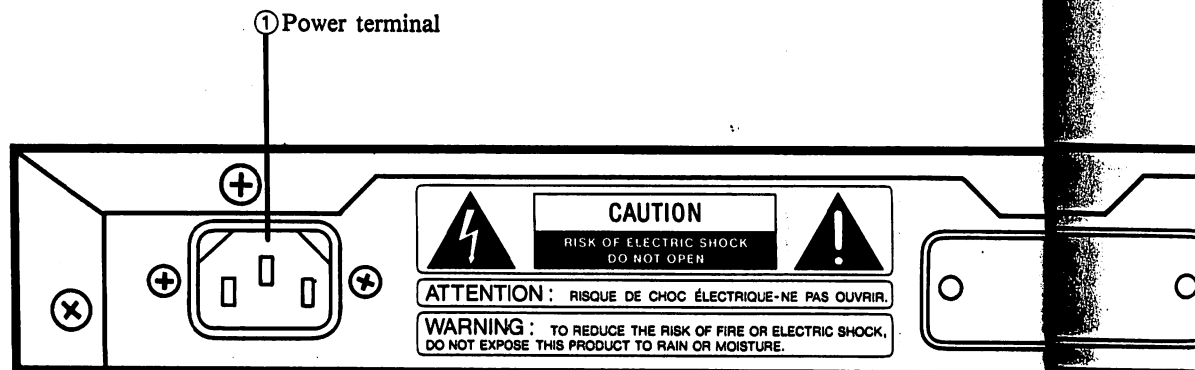 ①Power terminal
CAUTION
RISK OF ELECTRIC SHOCK
DO NOT OPEN
ATTENTION : RISQUE DE CHOC ÉLECTRIQUE-NE PAS OUVRIR.
WARNING : TO REDUCE THE RISK OF FIRE OR ELECTRIC SHOCK,
DO NOT EXPOSE THIS PRODUCT TO RAIN OR MOISTURE.